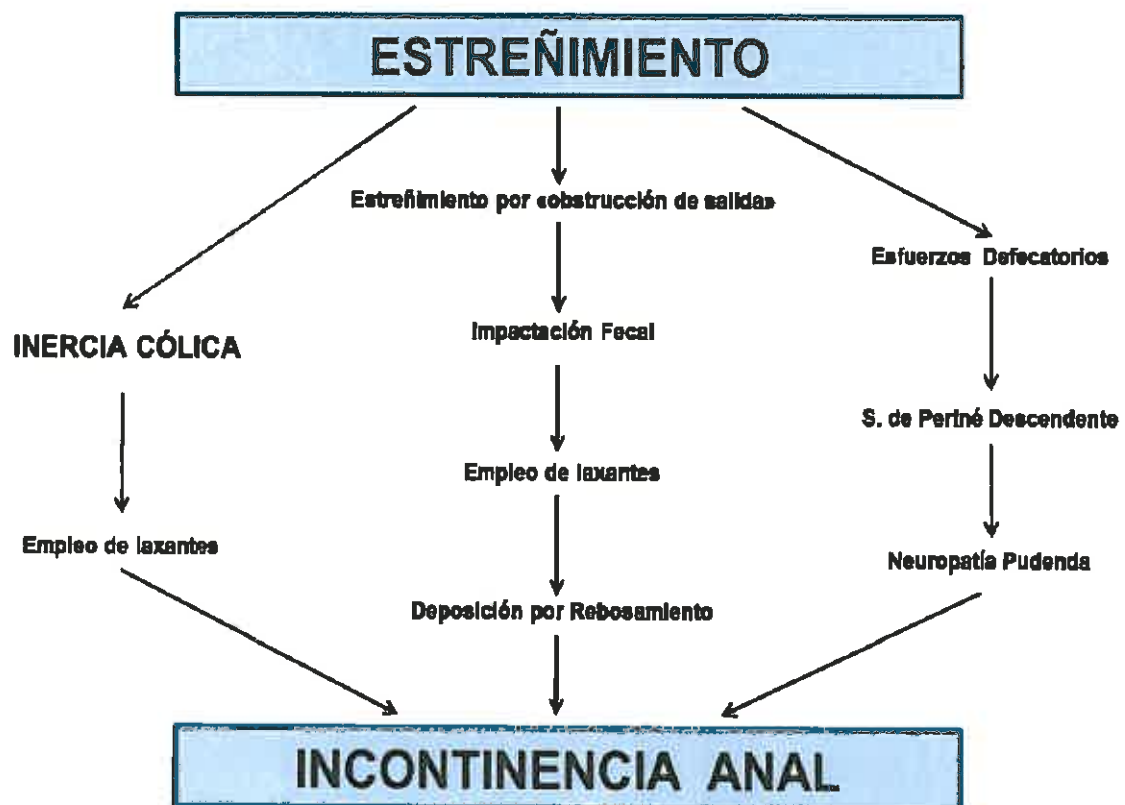 ESTREÑIMIENTO
Estreñimiento por «obstrucción de salida»
Esfuerzos Defecatorios
INERCIA CÓLICA
Impactación Fecal
S. de Periné Descendente
Empleo de laxantes
Empleo de laxantes
Neuropatía Pudenda
Deposición por Rebosamiento
INCONTINENCIA ANAL